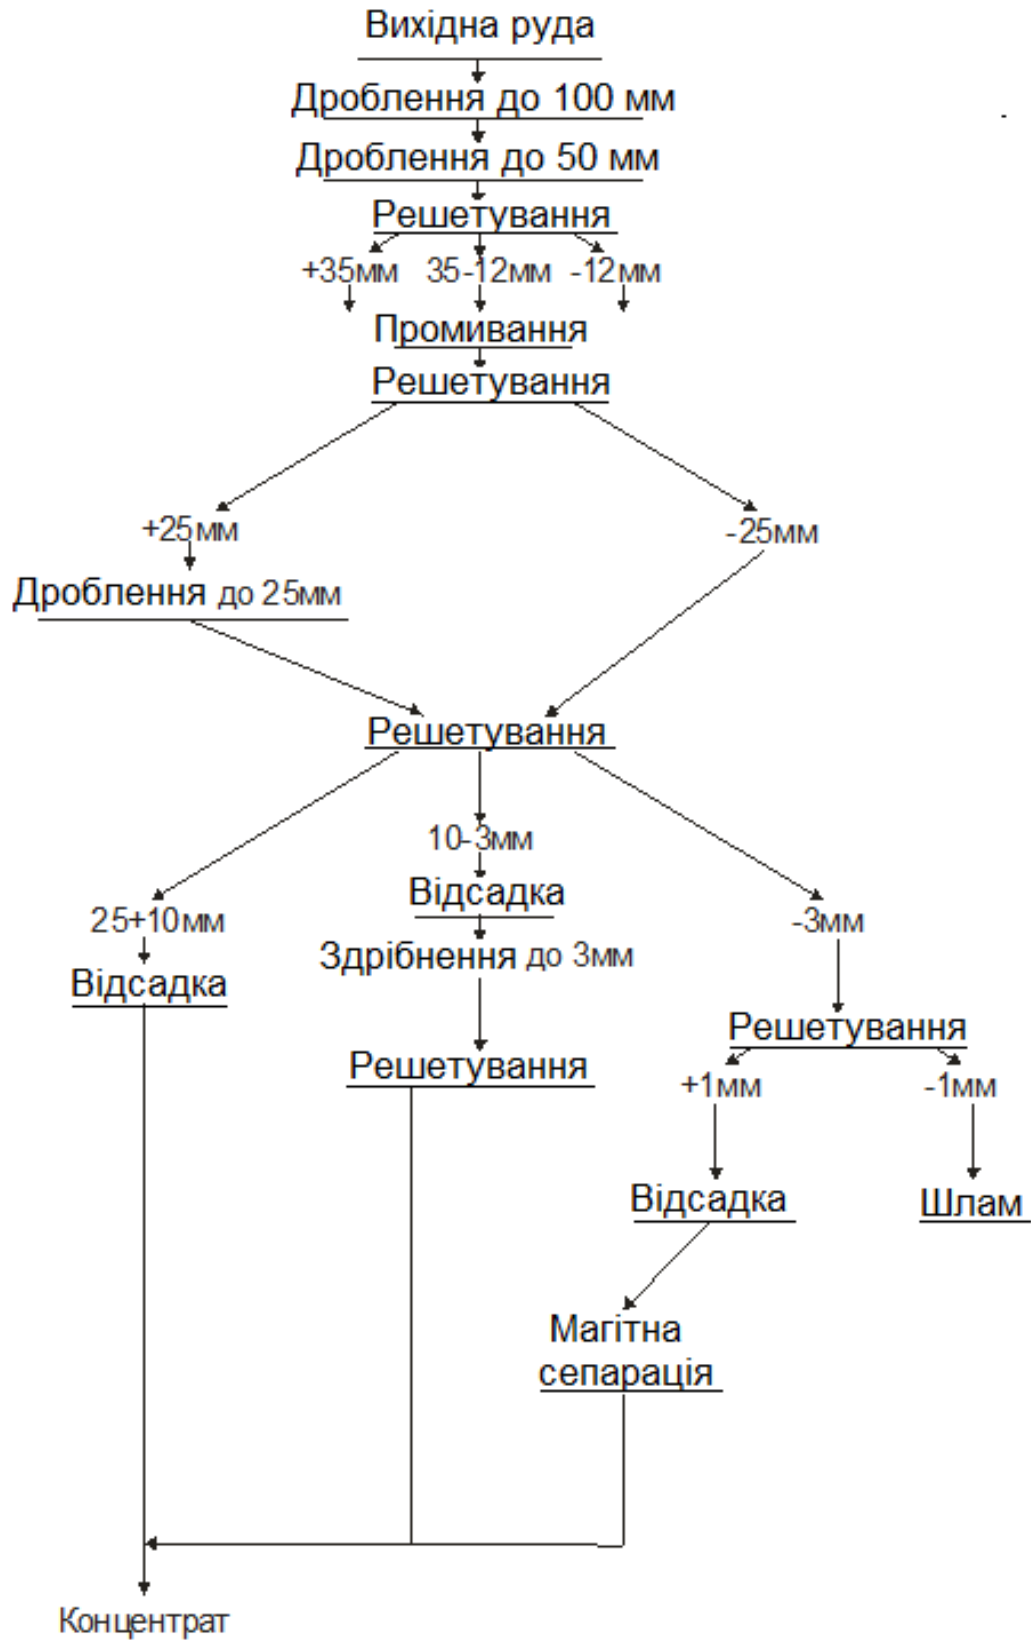 Вихідна руда
Дроблення до 100 мм
Дроблення до 50 мм
Решетування
+35мм 35-12мм -12мм
Промивання
Решетування
+25мм -25мм
Дроблення до 25мм
Решетування
10-3мм
Відсадка
25+10мм -3мм
Здрібнення до 3мм
Відсадка
Решетування
Решетування
+1мм -1мм
Відсадка Шлам
Магітна
сепарація
Концентрат